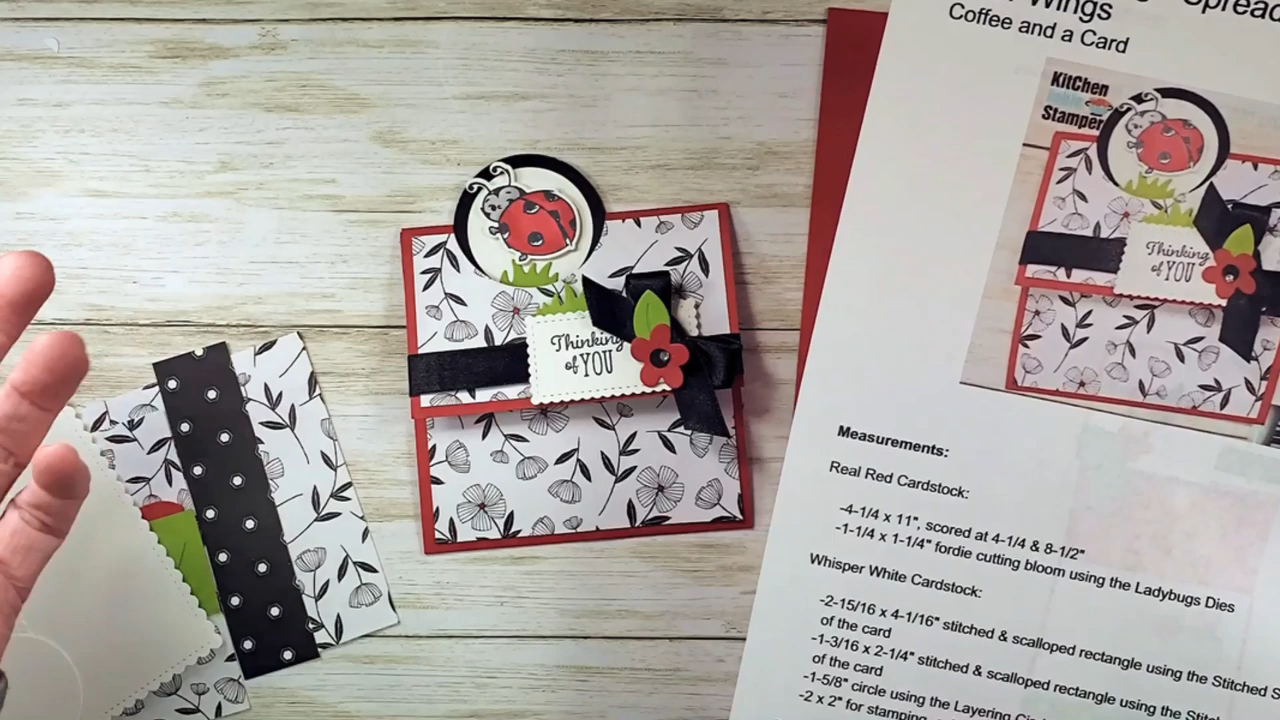 Thinking
of YOU
Spread
Wings
Coffee and a Card
KitChen
Stamper
Thinking
of YOU
Measurements:
Real Red Cardstock:
-4-1/4 x 11", scored at 4-1/4 & 8-1/2"
-1-1/4 x 1-1/4" fordie cutting bloom using the Ladybugs Dies
Whisper White Cardstock:
-2-15/16 x 4-1/16" stitched & scalloped rectangle using the Stitched S
of the card
-1-3/16 x 2-1/4" stitched & scalloped rectangle using the Stitch
of the card
-1-5/8" circle using the Layering Ci
-2 x 2" for stamping